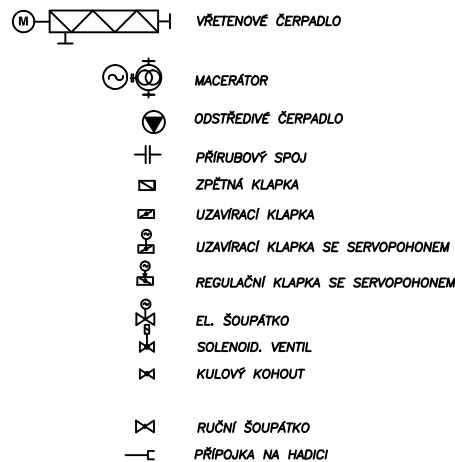 M VŘETENOVÉ ČERPADLO
MACERÁTOR
ODSTŘEDIVÉ ČERPADLO
PŘÍRUBOVÝ SPOJ
ZPĚTNÁ KLAPKA
UZAVÍRACÍ KLAPKA
UZAVÍRACÍ KLAPKA SE SERVOPOHONEM
REGULAČNÍ KLAPKA SE SERVOPOHONEM
EL. ŠOUPÁTKO
SOLENOID. VENTIL
KULOVÝ KOHOUT
RUČNÍ ŠOUPÁTKO
PŘÍPOJKA NA HADICI